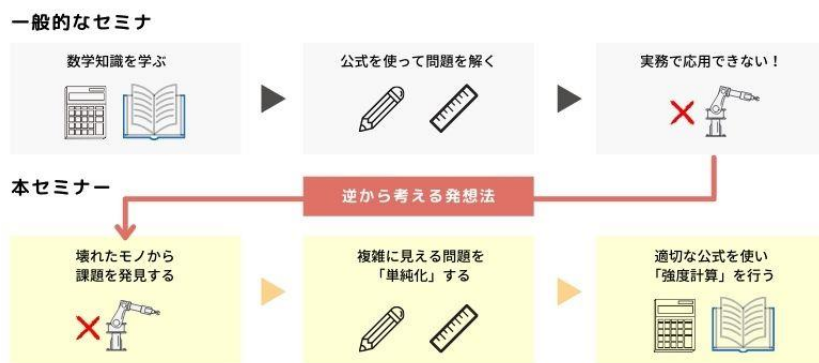 一般的なセミナ
数学知識を学ぶ
公式を使って問題を解く
実務で応用できない！
本セミナー
逆から考える発想法
壊れたモノから
課題を発見する
複雑に見える問題を
「単純化」する
適切な公式を使い
「強度計算」を行う